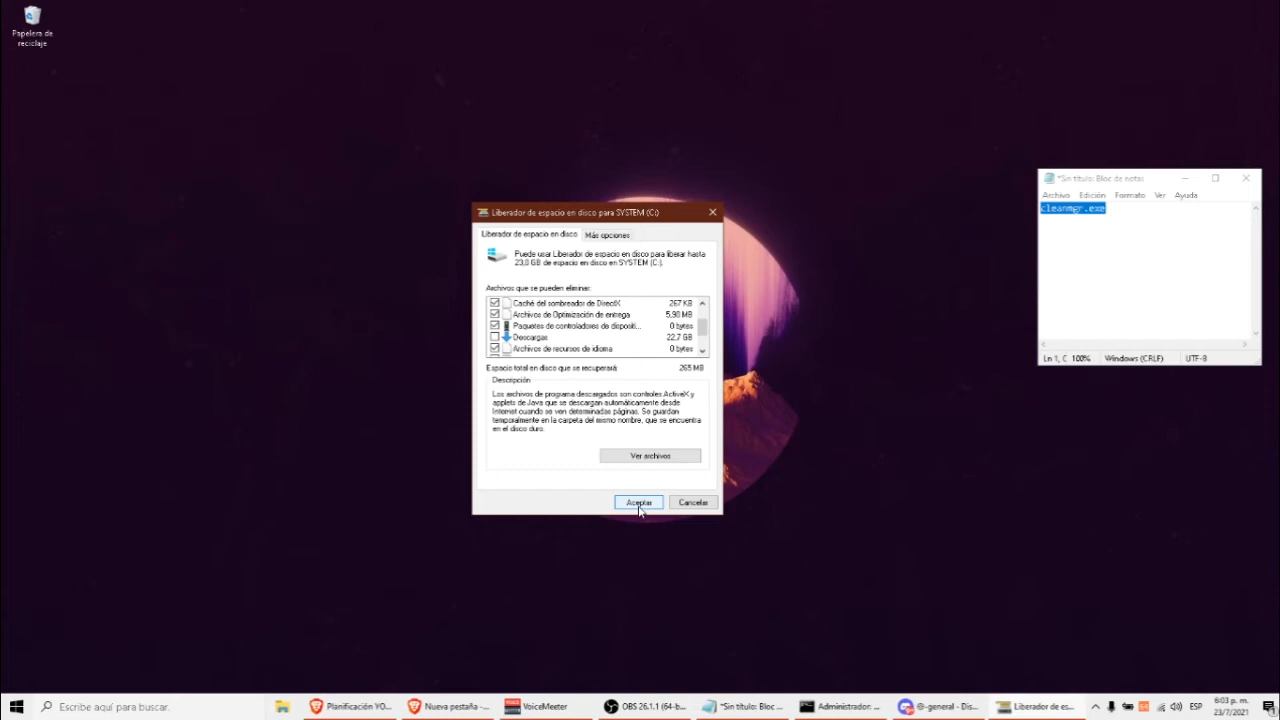 Papelera de
reciclaje
Liberador de espacio en disco para SYSTEM (C:)
Liberador de espacio en disco
Más opciones
Puede usar Liberador de espacio en disco para liberar hasta
23,0 GB de espacio en disco en SYSTEM (C:).
Archivos que se pueden eliminar:
Caché del sombreador de DirectX 267 KB
Archivos de Optimización de entrega 5,90 MB
Paquetes de controladores de dispositi... 0 bytes
Descargas 22,7 GB
Archivos de recursos de idioma 0 bytes
Espacio total en disco que se recuperará: 265 MB
Descripción
Los archivos de programa descargados son controles ActiveX y
applets de Java que se descargan automáticamente desde
Internet cuando se ven determinadas páginas. Se guardan
temporalmente en la carpeta del mismo nombre, que se encuentra
en el disco duro.
Ver archivos
Aceptar
Cancelar
*Sin título: Bloc de notas
Archivo Edición Formato Ver Ayuda
cleanmgr.exe
Ln 1, C 100% Windows (CRLF) UTF-8
Escribe aquí para buscar.
Planificación YO...
Nueva pestaña -...
VoiceMeeter
OBS 26.1.1 (64-b...
*Sin título: Bloc ...
Administrador: ...
@-general - Dis...
Liberador de es...
ESP
6:03 p. m.
23/7/2021